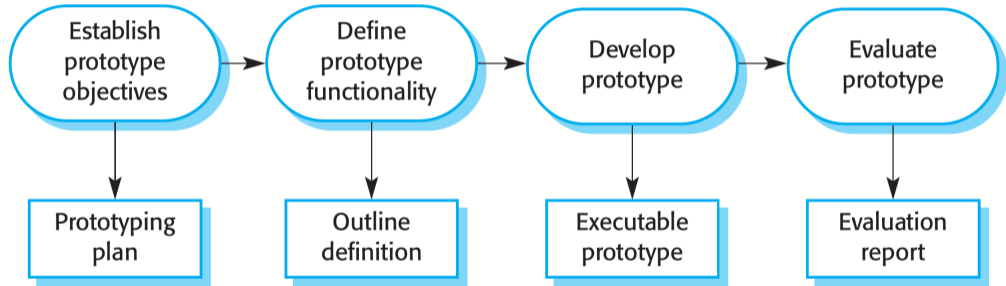 Establish
prototype
objectives
Define
prototype
functionality
Develop
prototype
Evaluate
prototype
Prototyping
plan
Outline
definition
Executable
prototype
Evaluation
report